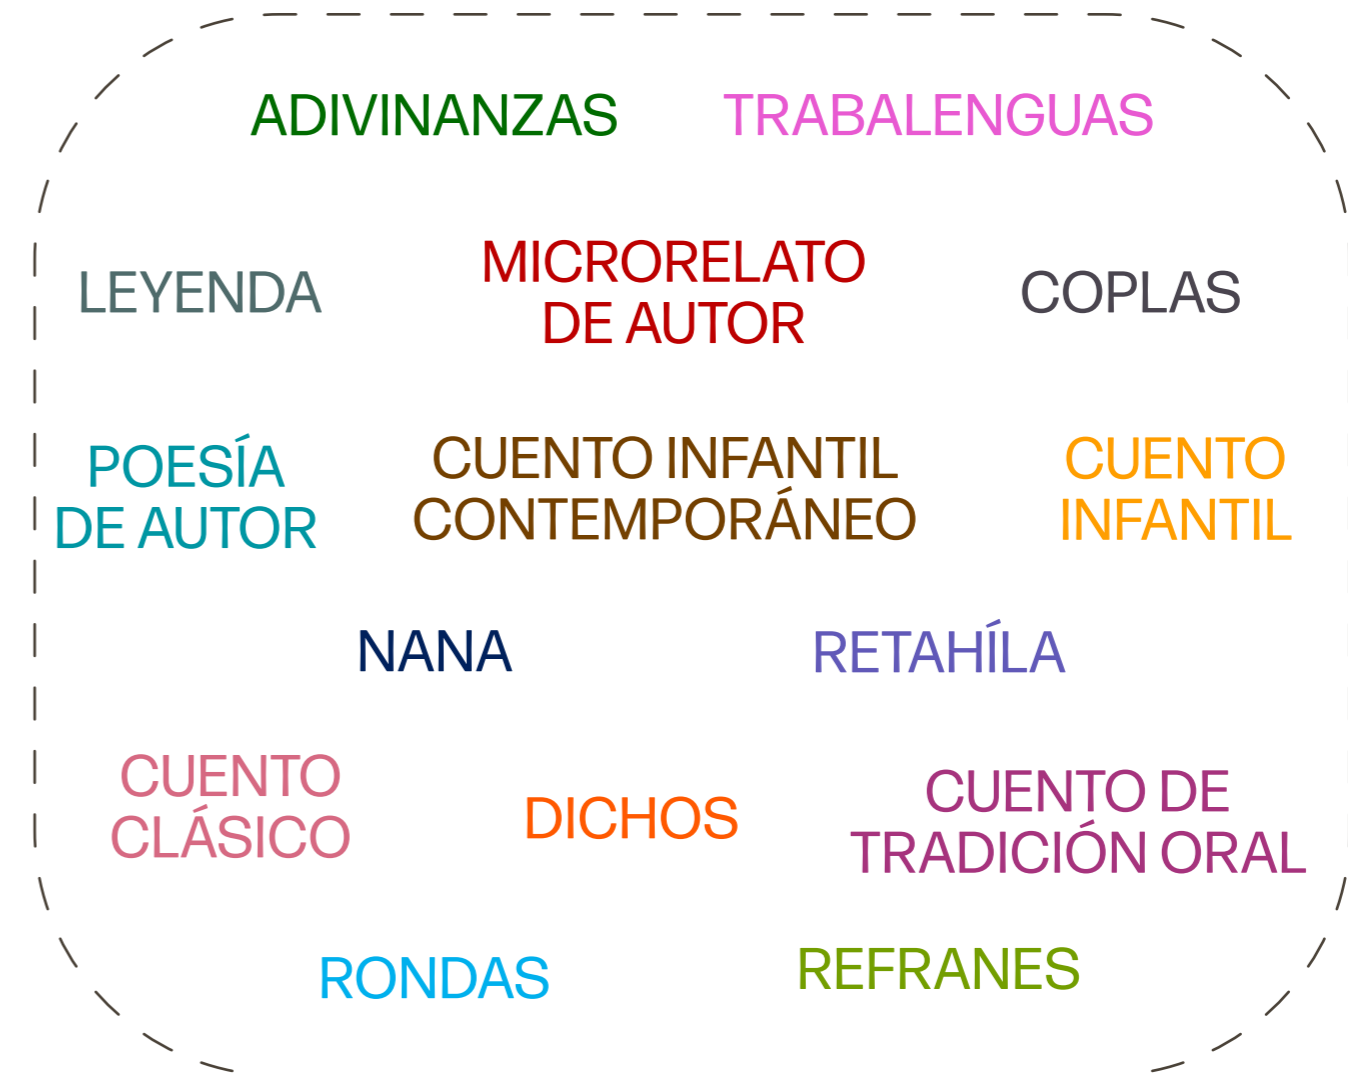 ADIVINANZAS
TRABALENGUAS
LEYENDA
MICRORELATO
DE AUTOR
COPLAS
POESÍA
DE AUTOR
CUENTO INFANTIL
CONTEMPORÁNEO
CUENTO
INFANTIL
NANA
RETAHÍLA
CUENTO
CLÁSICO
DICHOS
CUENTO DE
TRADICIÓN ORAL
RONDAS
REFRANES